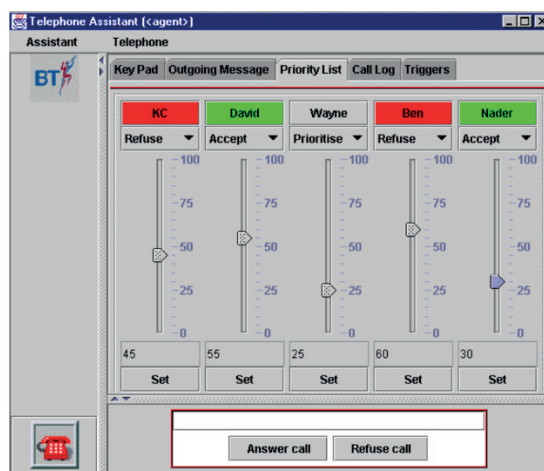 Telephone Assistant (<agent>)
Assistant Telephone
BT
Key Pad Outgoing Message Priority List Call Log Triggers
KC David Wayne Ben Nader
Refuse Accept Prioritise Refuse Accept
100 100 100 100 100
75 75 75 75 75
50 50 50 50 50
25 25 25 25 25
0 0 0 0 0
45 55 25 60 30
Set Set Set Set Set
Answer call Refuse call